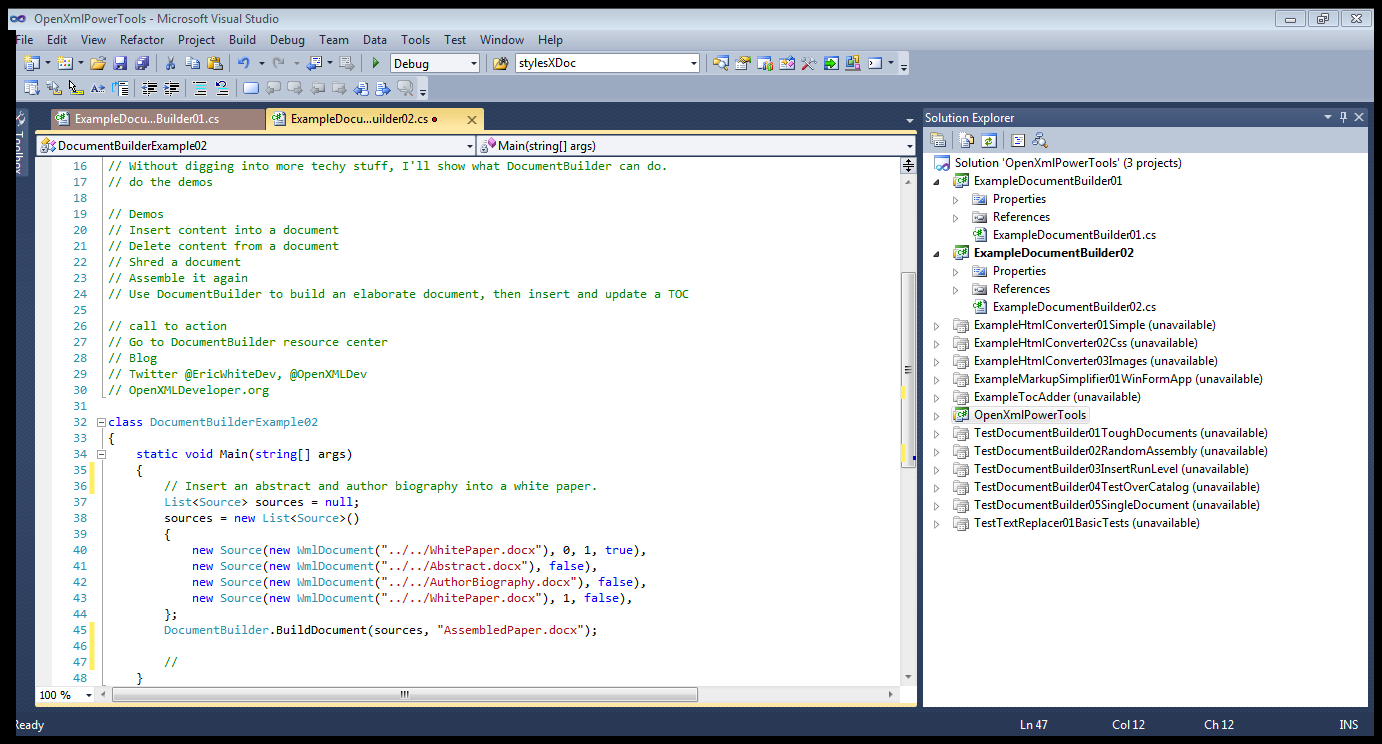 OpenXmlPowerTools - Microsoft Visual Studio
File Edit View Refactor Project Build Debug Team Data Tools Test Window Help
Debug stylesXDoc
Toolbox
ExampleDocu...Builder01.cs ExampleDocu...uilder02.cs
DocumentBuilderExample02 Main(string[] args)
16 // Without digging into more techy stuff, I'll show what DocumentBuilder can do.
17 // do the demos
18
19 // Demos
20 // Insert content into a document
21 // Delete content from a document
22 // Shred a document
23 // Assemble it again
24 // Use DocumentBuilder to build an elaborate document, then insert and update a TOC
25
26 // call to action
27 // Go to DocumentBuilder resource center
28 // Blog
29 // Twitter @EricWhiteDev, @OpenXMLDev
30 // OpenXMLDeveloper.org
31
32 class DocumentBuilderExample02
33 {
34 static void Main(string[] args)
35 {
36 // Insert an abstract and author biography into a white paper.
37 List<Source> sources = null;
38 sources = new List<Source>()
39 {
40 new Source(new WmlDocument("../../WhitePaper.docx"), 0, 1, true),
41 new Source(new WmlDocument("../../Abstract.docx"), false),
42 new Source(new WmlDocument("../../AuthorBiography.docx"), false),
43 new Source(new WmlDocument("../../WhitePaper.docx"), 1, false),
44 };
45 DocumentBuilder.BuildDocument(sources, "AssembledPaper.docx");
46
47 //
48 }
100 %
Solution Explorer
Solution 'OpenXmlPowerTools' (3 projects)
ExampleDocumentBuilder01
Properties
References
ExampleDocumentBuilder01.cs
ExampleDocumentBuilder02
Properties
References
ExampleDocumentBuilder02.cs
ExampleHtmlConverter01Simple (unavailable)
ExampleHtmlConverter02Css (unavailable)
ExampleHtmlConverter03Images (unavailable)
ExampleMarkupSimplifier01WinFormApp (unavailable)
ExampleTocAdder (unavailable)
OpenXmlPowerTools
TestDocumentBuilder01ToughDocuments (unavailable)
TestDocumentBuilder02RandomAssembly (unavailable)
TestDocumentBuilder03InsertRunLevel (unavailable)
TestDocumentBuilder04TestOverCatalog (unavailable)
TestDocumentBuilder05SingleDocument (unavailable)
TestTextReplacer01BasicTests (unavailable)
Ready Ln 47 Col 12 Ch 12 INS